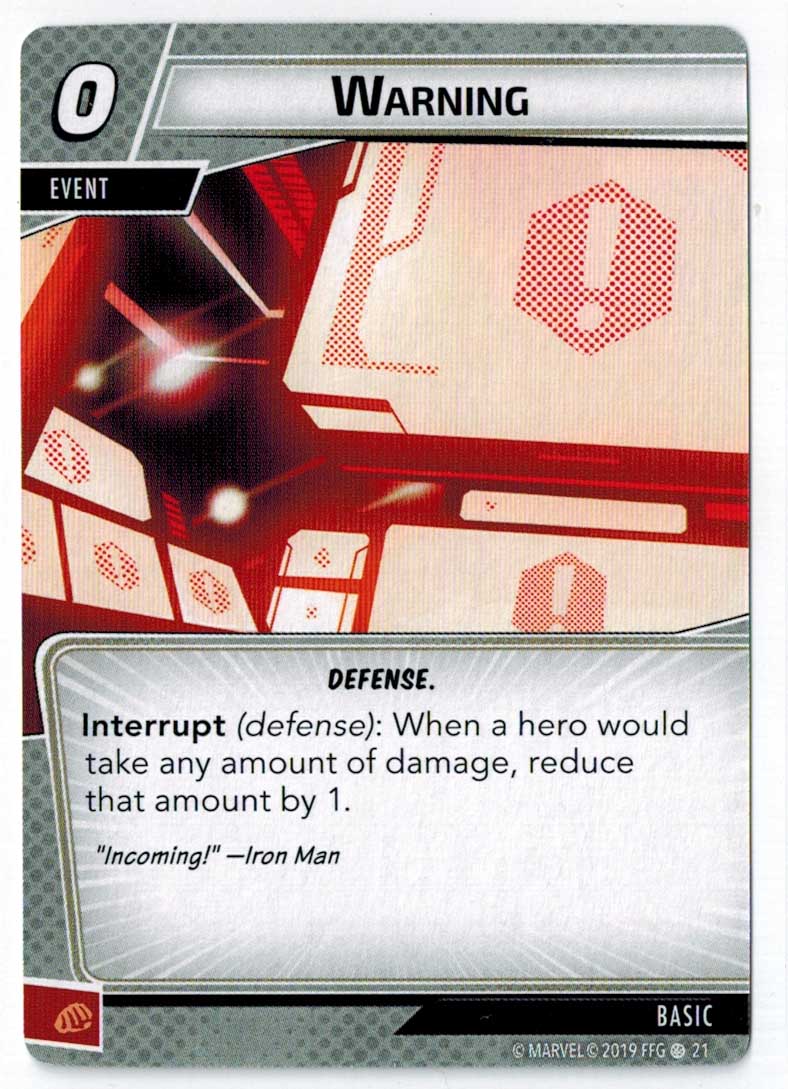 0
WARNING
EVENT
DEFENSE.
Interrupt (defense): When a hero would
take any amount of damage, reduce
that amount by 1.
"Incoming!" —Iron Man
BASIC
© MARVEL © 2019 FFG 21